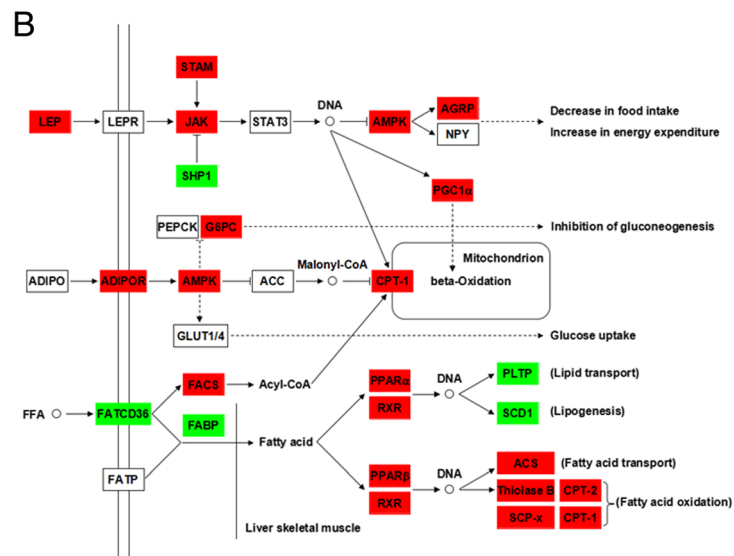 B
STAM
DNA
AGRP
LEP
LEPR
JAK
STAT3
AMPK
NPY
Decrease in food intake
Increase in energy expenditure
SHP1
PGC1α
PEPCK
G6PC
Inhibition of gluconeogenesis
Mitochondrion
Malonyl-CoA
ADIPO
ADIPOR
AMPK
ACC
CPT-1
beta-Oxidation
GLUT1/4
Glucose uptake
FACS
Acyl-CoA
PPARα
RXR
DNA
PLTP
(Lipid transport)
SCD1
(Lipogenesis)
FFA
FATCD36
FABP
Fatty acid
FATP
PPARβ
RXR
DNA
ACS
(Fatty acid transport)
Thiolase B
CPT-2
(Fatty acid oxidation)
SCP-x
CPT-1
Liver skeletal muscle